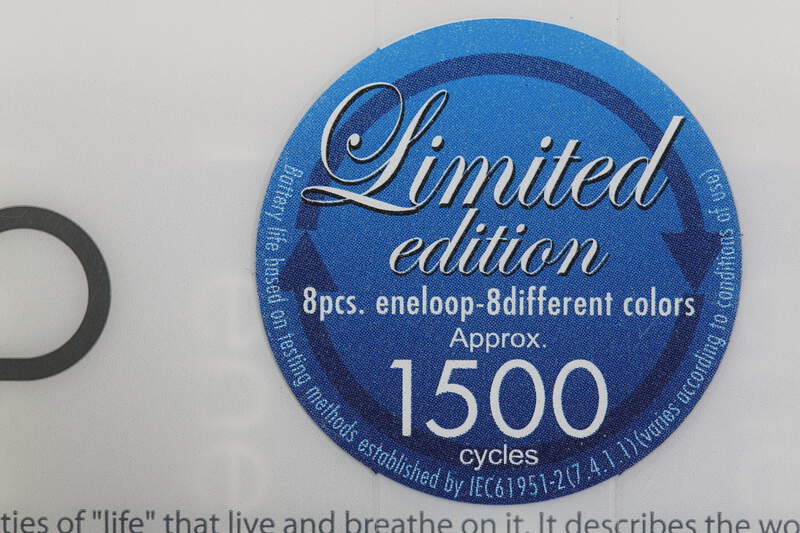 Limited
edition
8pcs. eneloop-8different colors
Approx.
1500
cycles
Battery life based on testing methods established by IEC61951-2(7.4.1.1)(varies according to conditions of use)
ties of "life" that live and breathe on it. It describes the wo